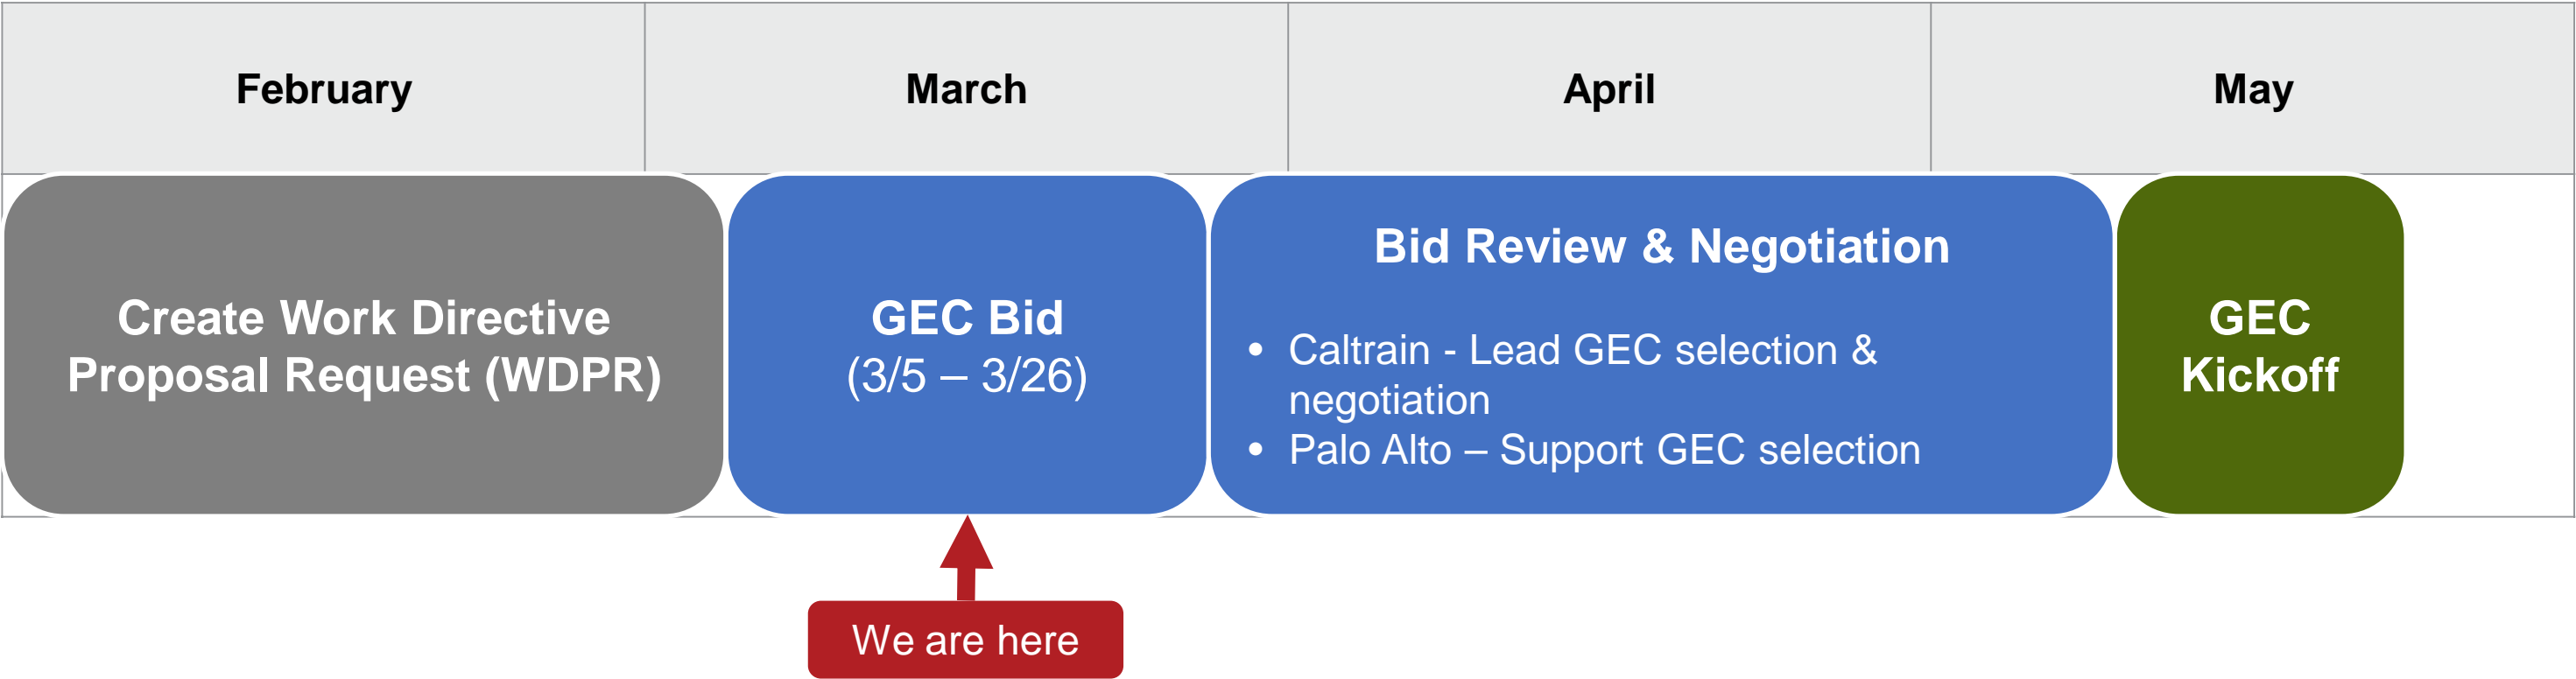 February
March
April
May
Create Work Directive
Proposal Request (WDPR)
GEC Bid
(3/5 – 3/26)
Bid Review & Negotiation
• Caltrain - Lead GEC selection &
negotiation
• Palo Alto – Support GEC selection
GEC
Kickoff
We are here